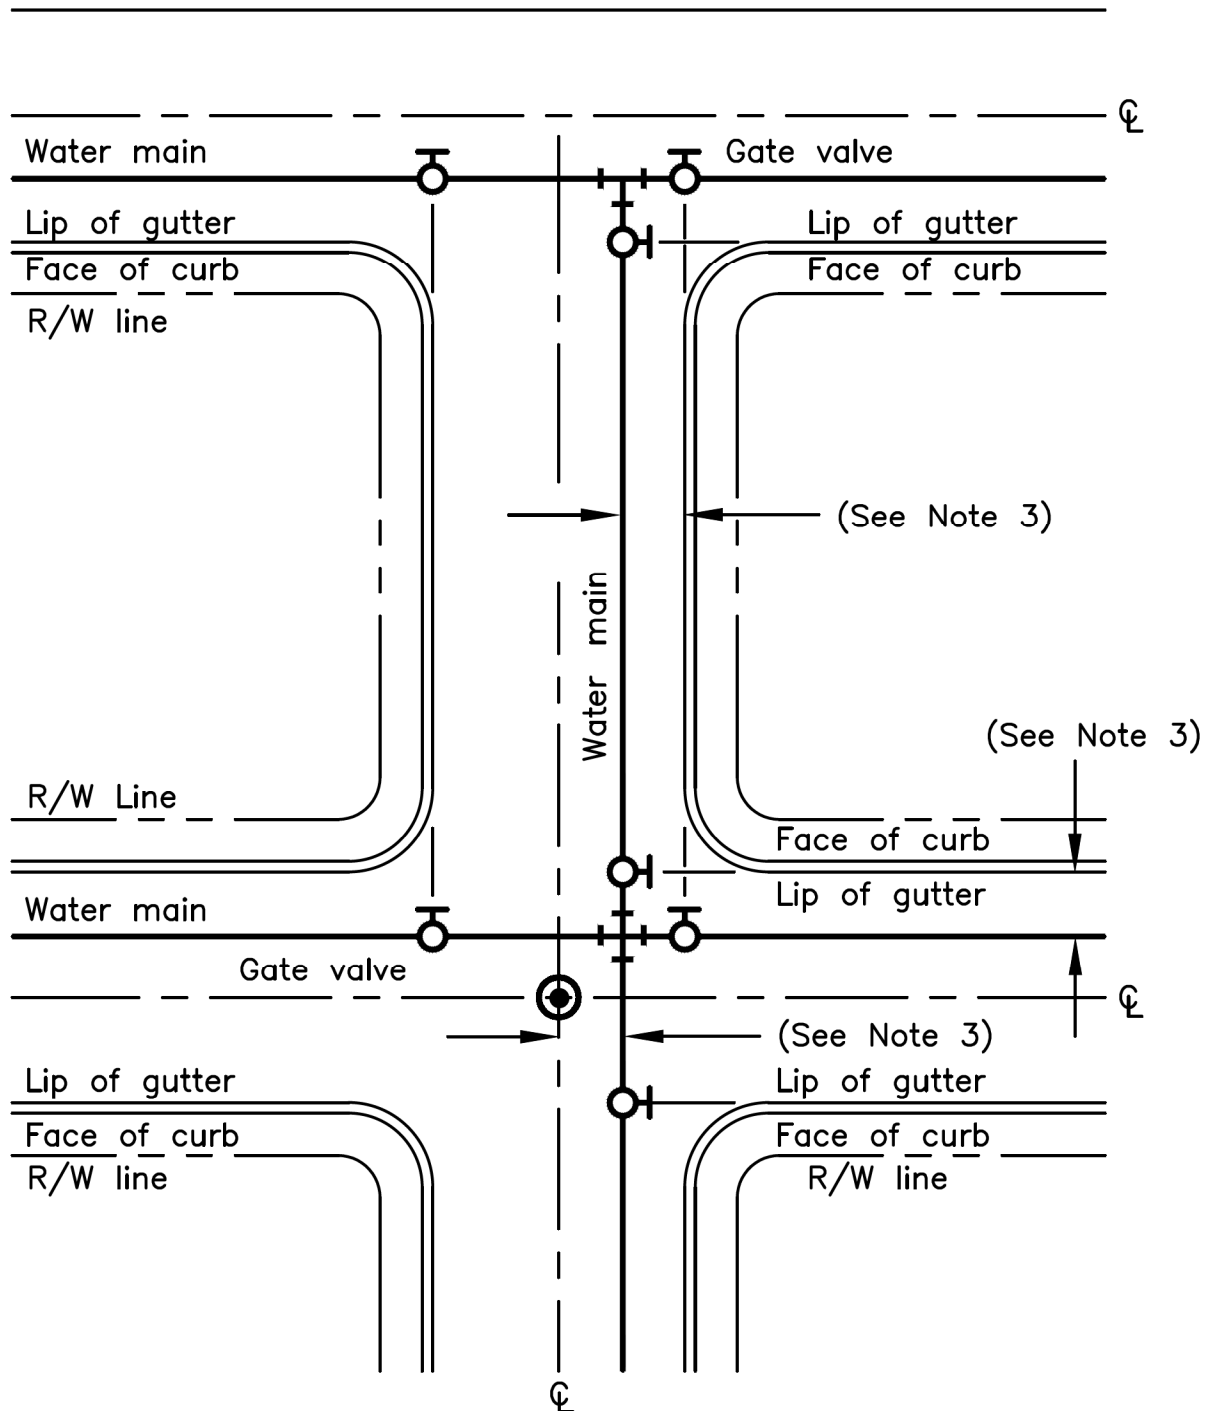 ℄
Water main
Gate valve
Lip of gutter
Lip of gutter
Face of curb
Face of curb
R/W line
(See Note 3)
Water main
(See Note 3)
R/W Line
Face of curb
Lip of gutter
Water main
Gate valve
℄
(See Note 3)
Lip of gutter
Lip of gutter
Face of curb
Face of curb
R/W line
R/W line
℄